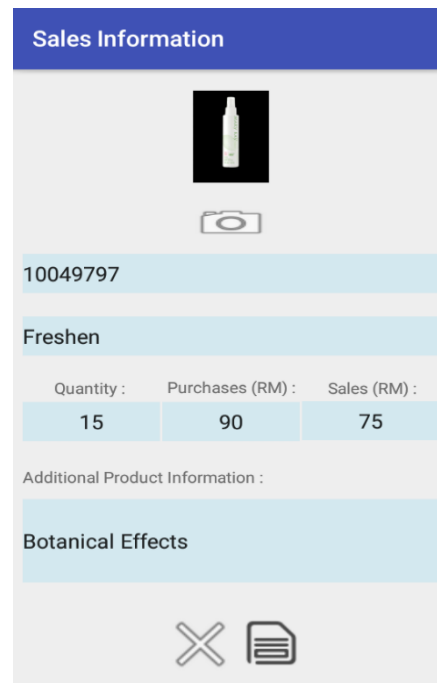 Sales Information
10049797
Freshen
Quantity : Purchases (RM) : Sales (RM) :
15 90 75
Additional Product Information :
Botanical Effects